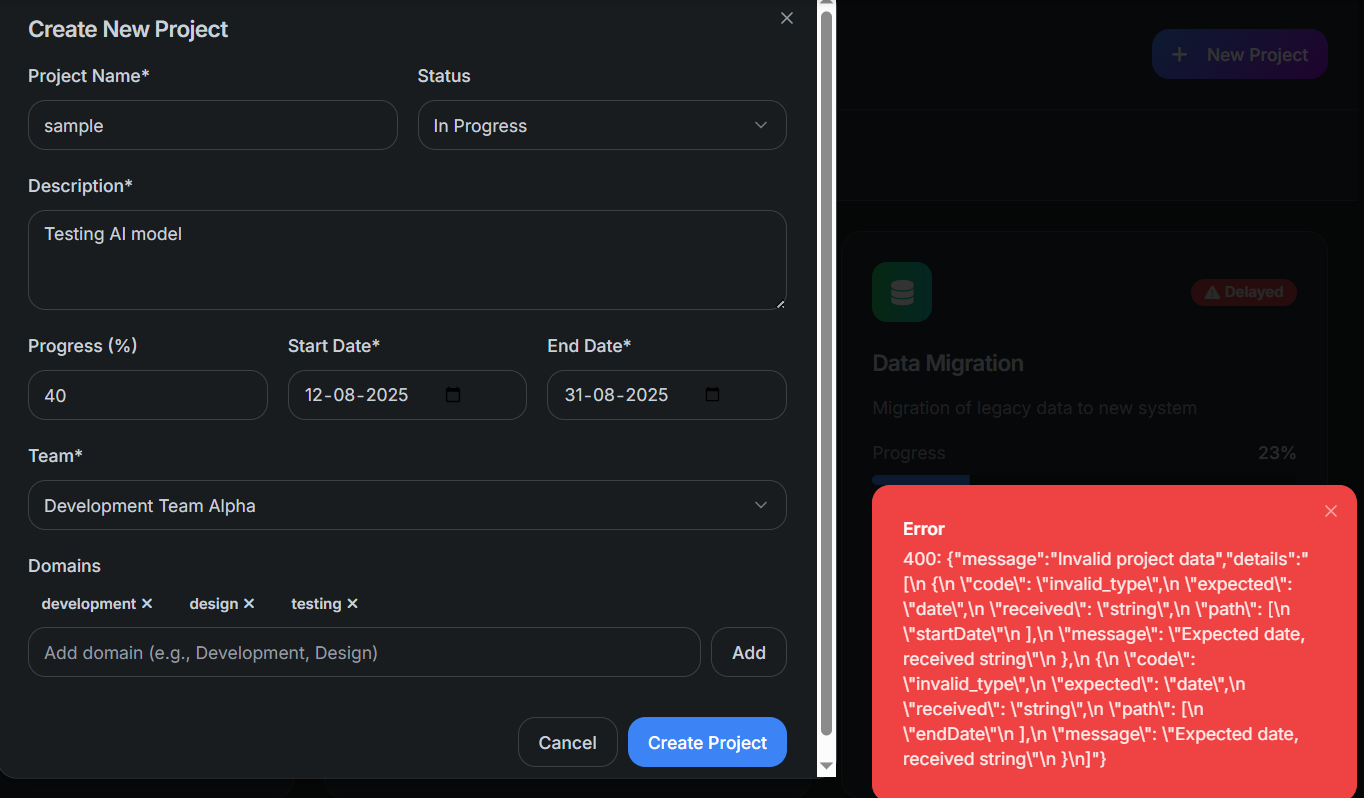 Create New Project
Project Name*
Status
sample
In Progress
Description*
Testing AI model
Progress (%)
Start Date*
End Date*
40
12-08-2025
31-08-2025
Team*
Development Team Alpha
Domains
development ✕
design ✕
testing ✕
Add domain (e.g., Development, Design)
Add
Cancel
Create Project
+ New Project
Delayed
Data Migration
Migration of legacy data to new system
Progress
23%
Error
400: {"message":"Invalid project data","details":"
[\n {\n \"code\": \"invalid_type\",\n \"expected\":
\"date\",\n \"received\": \"string\",\n \"path\": [\n
\"startDate\"\n ],\n \"message\": \"Expected date,
received string\"\n },\n {\n \"code\":
\"invalid_type\",\n \"expected\": \"date\",\n
\"received\": \"string\",\n \"path\": [\n
\"endDate\"\n ],\n \"message\": \"Expected date,
received string\"\n }\n]"}